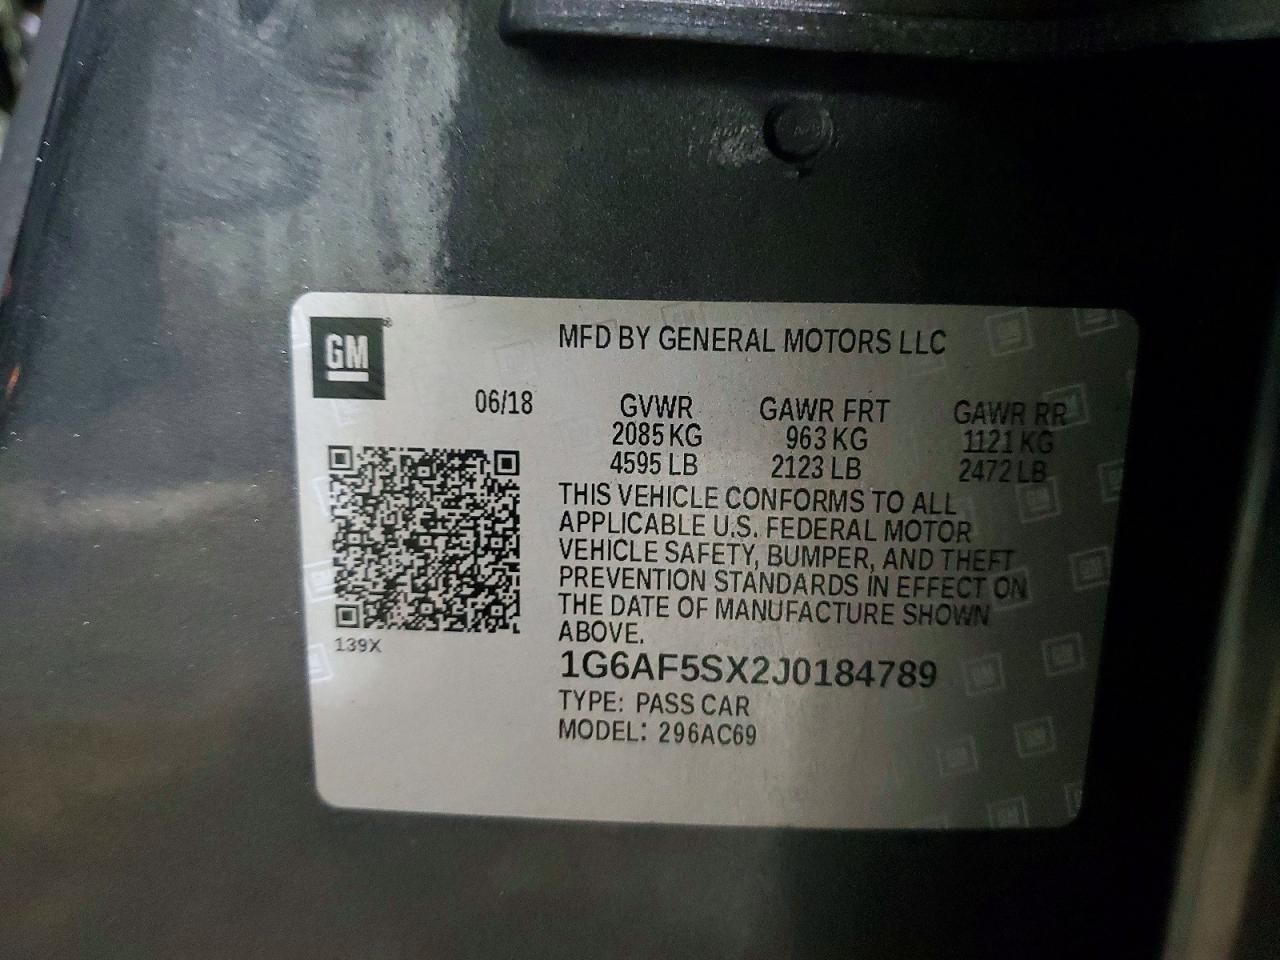 GM
MFD BY GENERAL MOTORS LLC
06/18 GVWR GAWR FRT GAWR RR
2085 KG 963 KG 1121 KG
4595 LB 2123 LB 2472 LB
THIS VEHICLE CONFORMS TO ALL
APPLICABLE U.S. FEDERAL MOTOR
VEHICLE SAFETY, BUMPER, AND THEFT
PREVENTION STANDARDS IN EFFECT ON
THE DATE OF MANUFACTURE SHOWN
ABOVE.
139X
1G6AF5SX2J0184789
TYPE: PASS CAR
MODEL: 296AC69